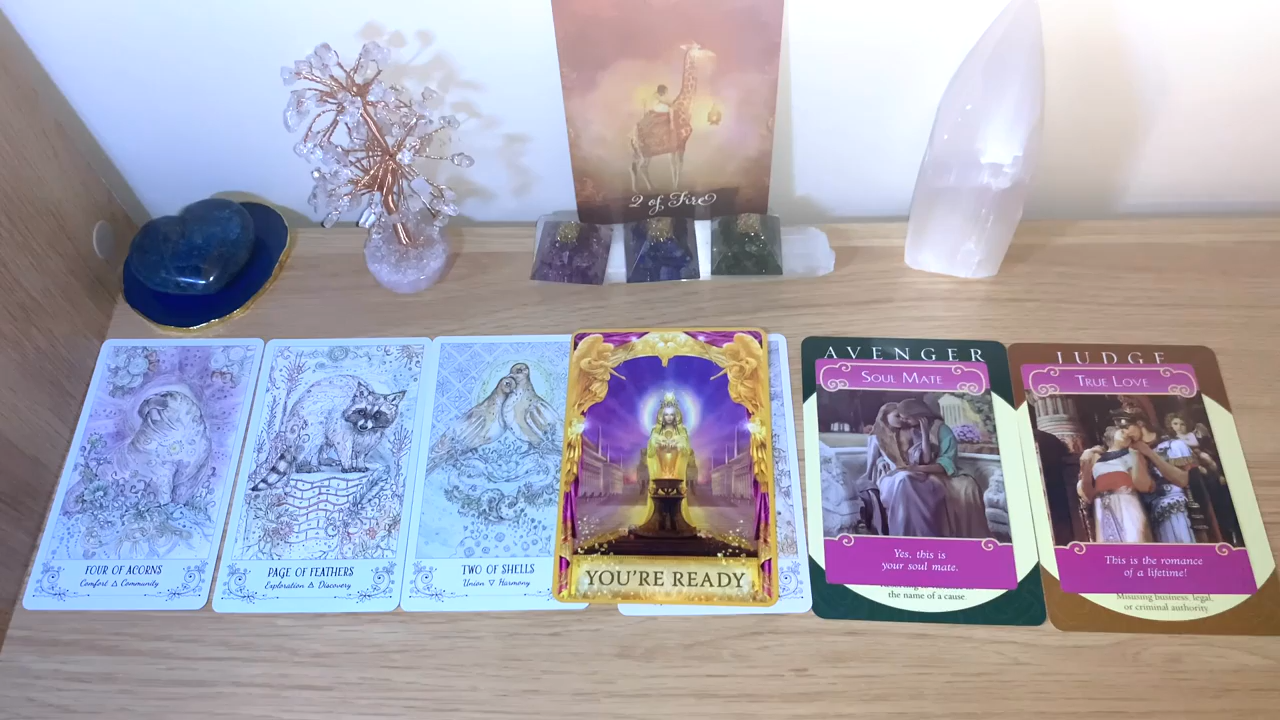 2 of Fire
FOUR OF ACORNS
Comfort & Community
PAGE OF FEATHERS
Exploration & Discovery
TWO OF SHELLS
Union ▽ Harmony
YOU'RE READY
AVENGER
SOUL MATE
Yes, this is
your soul mate.
the name of a cause.
JUDGE
TRUE LOVE
This is the romance
of a lifetime!
Misusing business, legal,
or criminal authority.